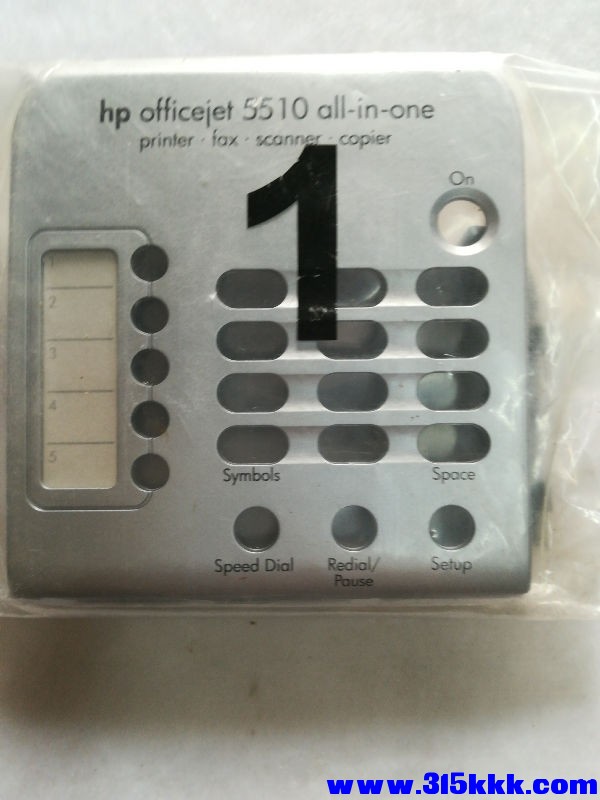 hp officejet 5510 all-in-one
printer · fax · scanner · copier
1
On
1
2
3
4
5
Symbols
Space
Speed Dial
Redial/
Pause
Setup
www.315kkk.com